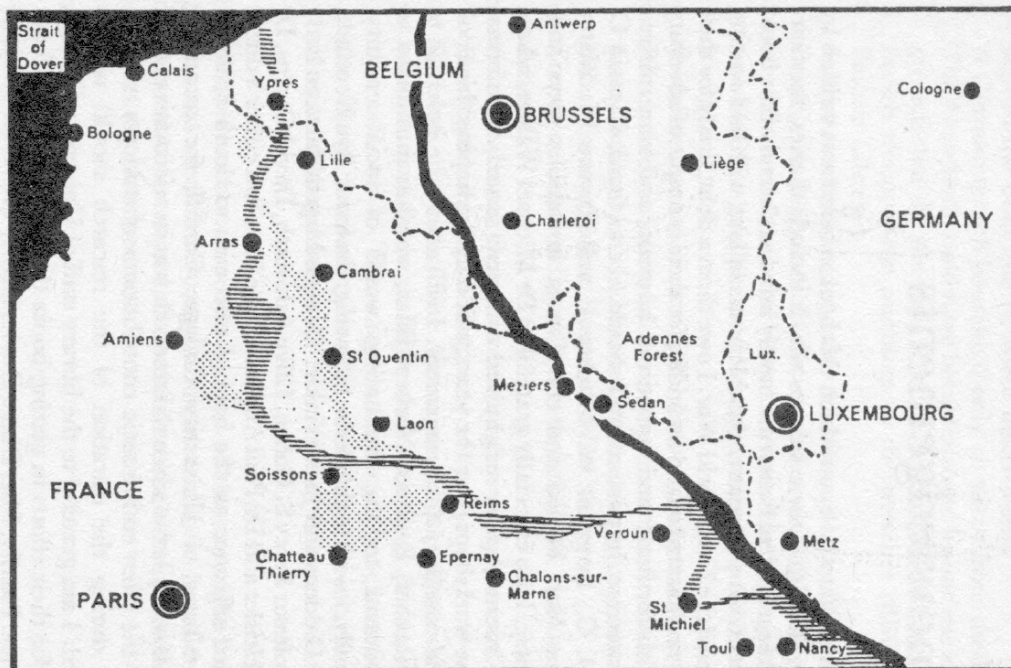 Strait
of
Dover
Antwerp
Calais
BELGIUM
Ypres
Cologne
BRUSSELS
Bologne
Lille
Liège
Charleroi
GERMANY
Arras
Cambrai
Amiens
Ardennes
Forest
Lux.
St Quentin
Meziers
Sedan
LUXEMBOURG
Laon
Soissons
FRANCE
Reims
Verdun
Metz
Chatteau
Thierry
Epernay
Chalons-sur-
Marne
PARIS
St
Michiel
Toul
Nancy